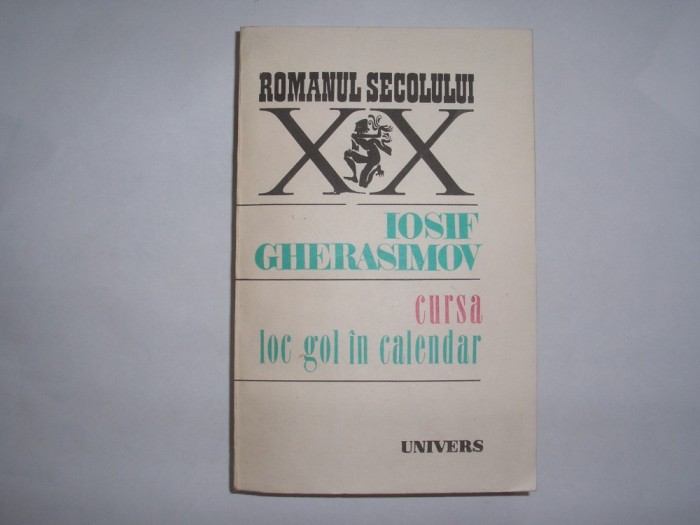 ROMANUL SECOLULUI
XX
IOSIF
GHERASIMOV
cursa
loc gol în calendar
UNIVERS